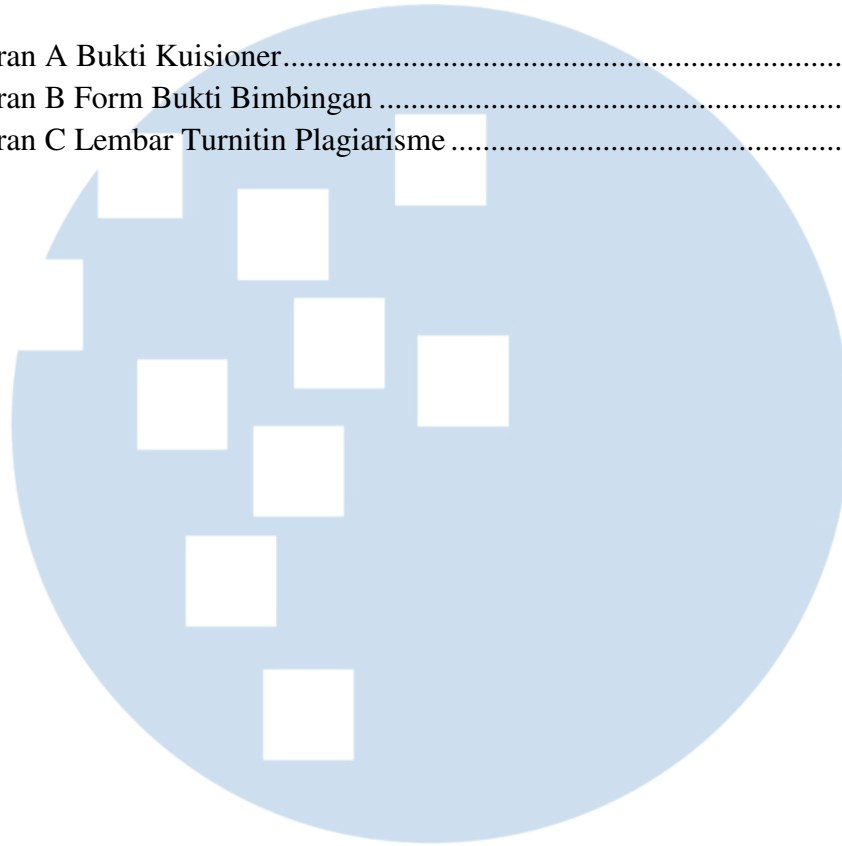 ran A Bukti Kuisioner......................................................................
ran B Form Bukti Bimbingan ..........................................................
ran C Lembar Turnitin Plagiarisme .................................................